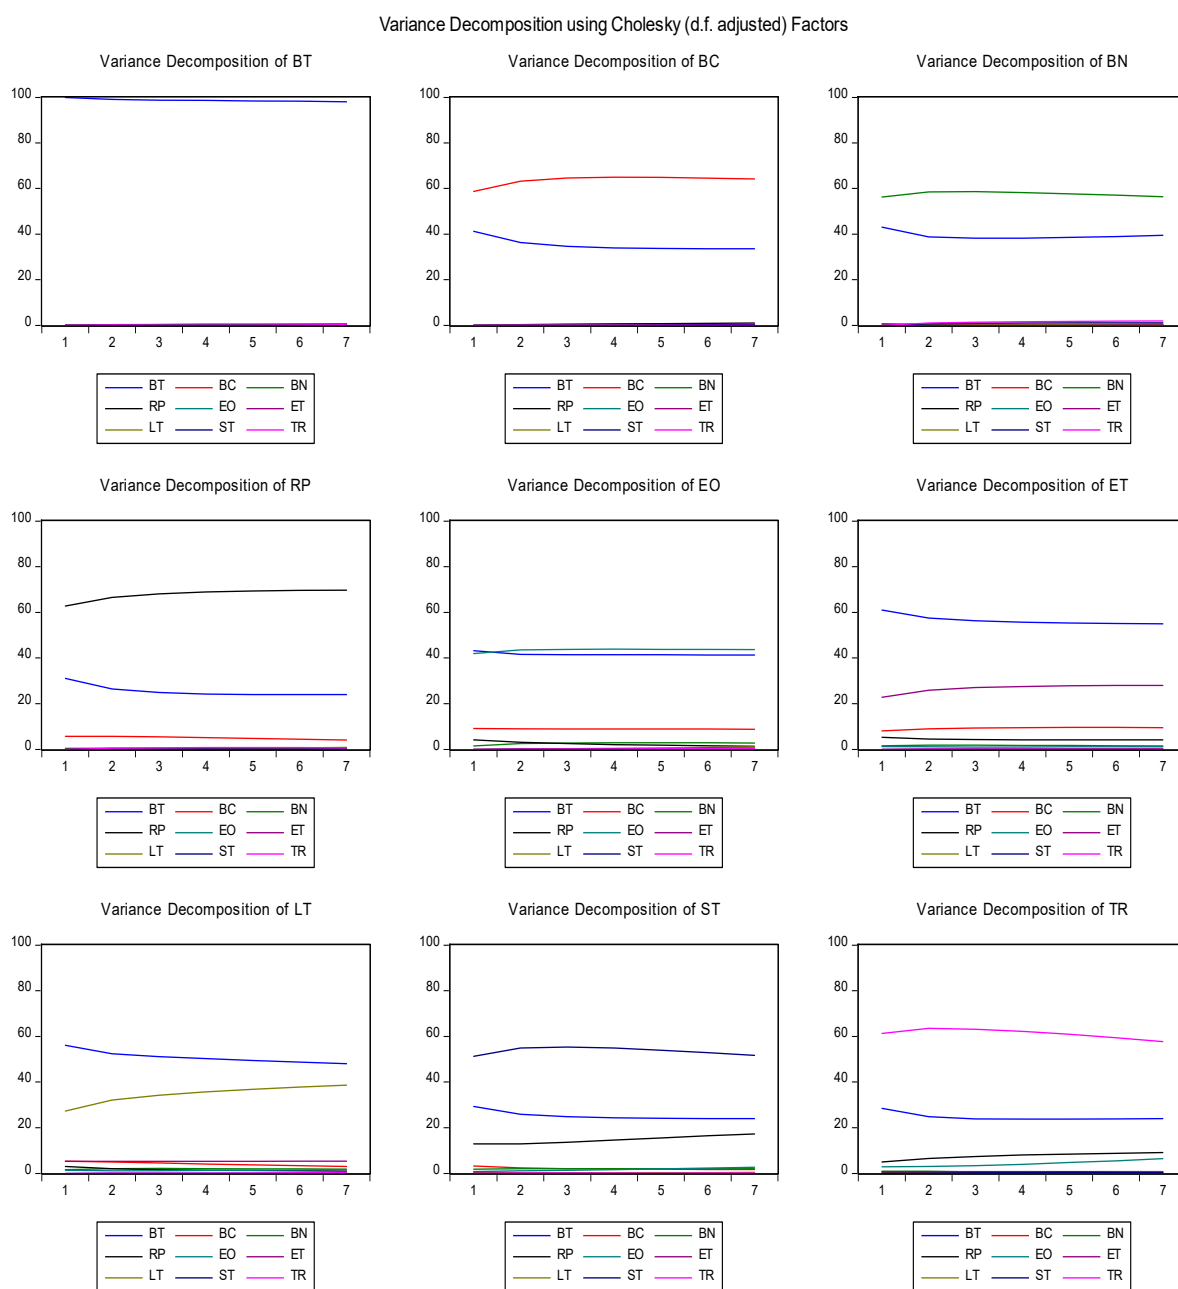 Variance Decomposition using Cholesky (d.f. adjusted) Factors
Variance Decomposition of BT
100
80
60
40
20
0
1 2 3 4 5 6 7
BT BC BN
RP EO ET
LT ST TR
Variance Decomposition of BC
100
80
60
40
20
0
1 2 3 4 5 6 7
BT BC BN
RP EO ET
LT ST TR
Variance Decomposition of BN
100
80
60
40
20
0
1 2 3 4 5 6 7
BT BC BN
RP EO ET
LT ST TR
Variance Decomposition of RP
100
80
60
40
20
0
1 2 3 4 5 6 7
BT BC BN
RP EO ET
LT ST TR
Variance Decomposition of EO
100
80
60
40
20
0
1 2 3 4 5 6 7
BT BC BN
RP EO ET
LT ST TR
Variance Decomposition of ET
100
80
60
40
20
0
1 2 3 4 5 6 7
BT BC BN
RP EO ET
LT ST TR
Variance Decomposition of LT
100
80
60
40
20
0
1 2 3 4 5 6 7
BT BC BN
RP EO ET
LT ST TR
Variance Decomposition of ST
100
80
60
40
20
0
1 2 3 4 5 6 7
BT BC BN
RP EO ET
LT ST TR
Variance Decomposition of TR
100
80
60
40
20
0
1 2 3 4 5 6 7
BT BC BN
RP EO ET
LT ST TR